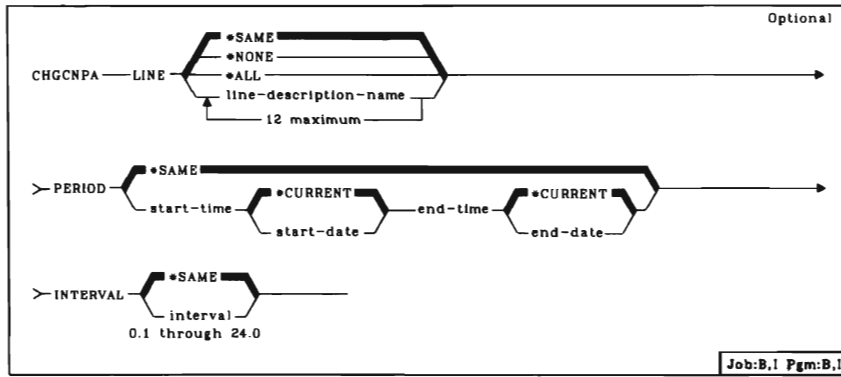 Optional
*SAME
*NONE
CHGCNPA LINE *ALL
line-description-name
12 maximum
*SAME
PERIOD
*CURRENT *CURRENT
start-time end-time
start-date end-date
*SAME
INTERVAL
interval
0.1 through 24.0
Job:B,I Pgm:B,I